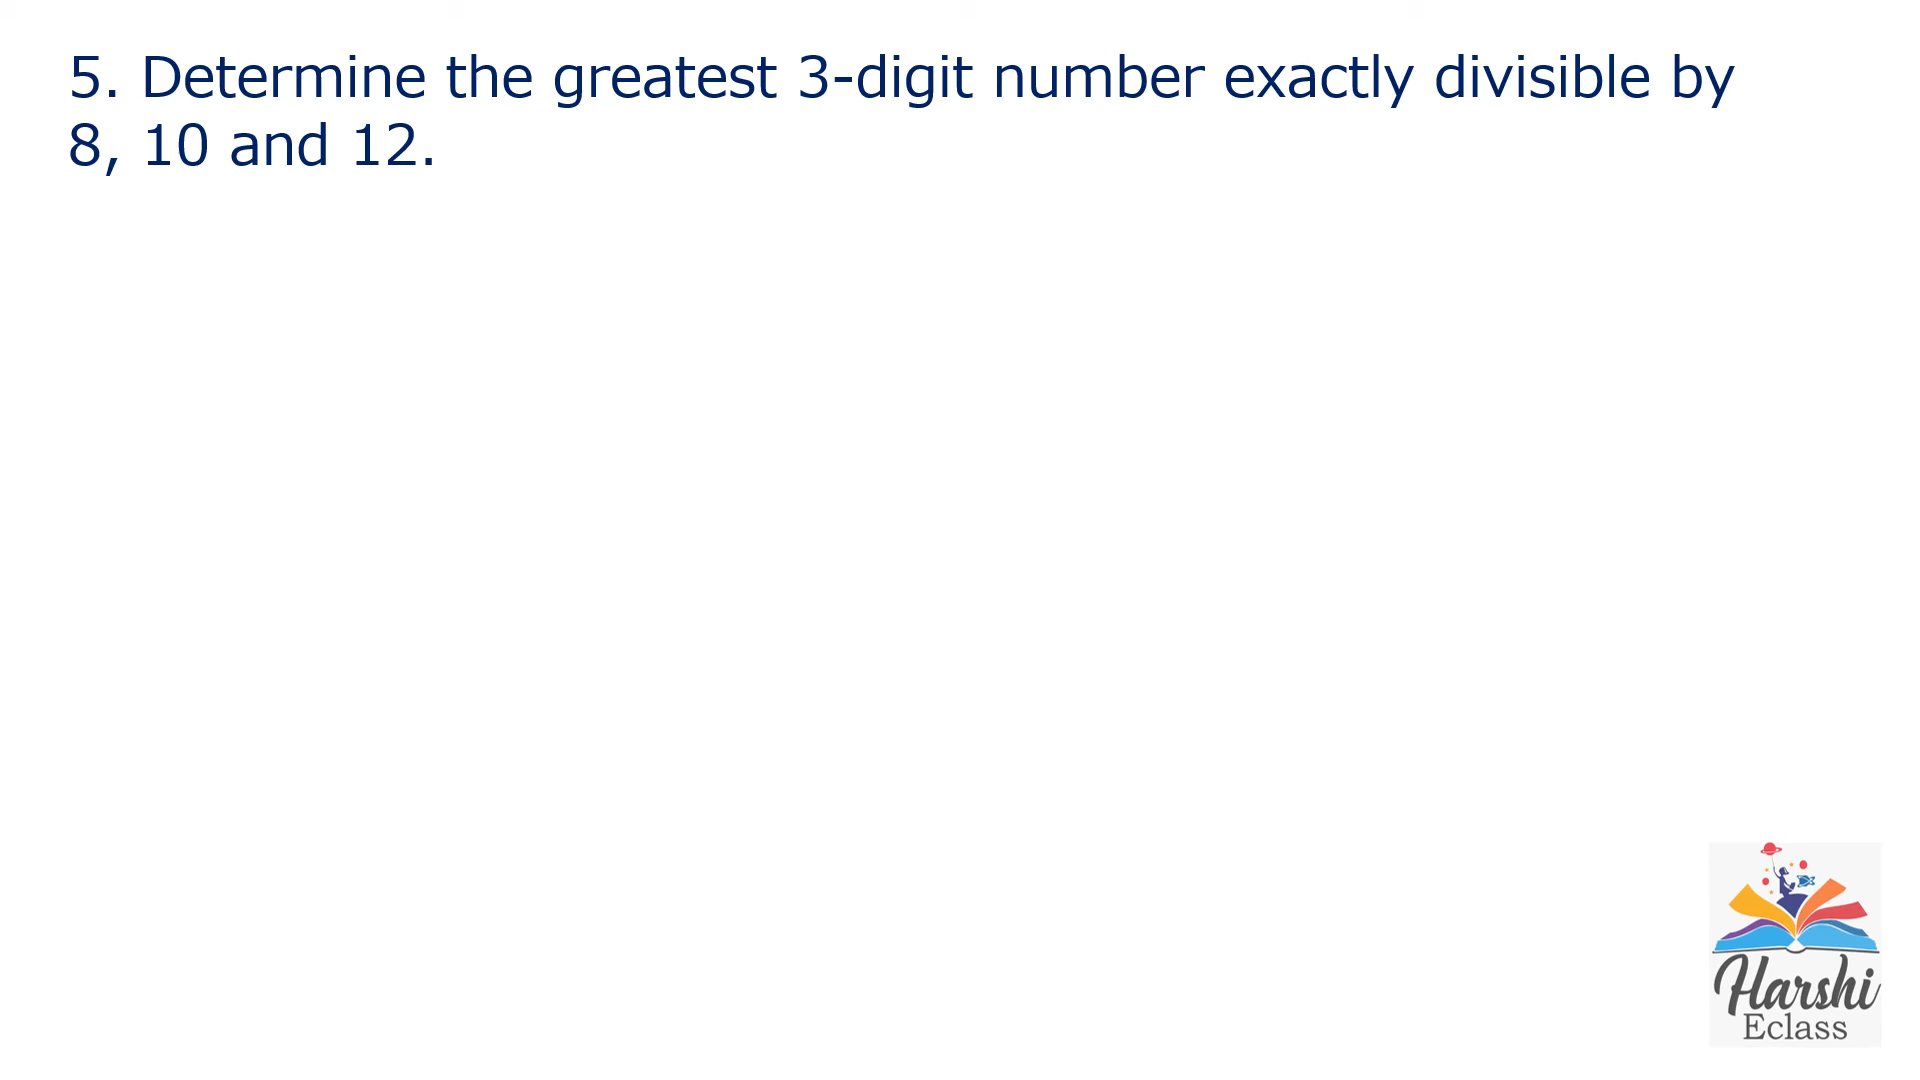 5. Determine the greatest 3-digit number exactly divisible by
8, 10 and 12.
Harshi
Eclass